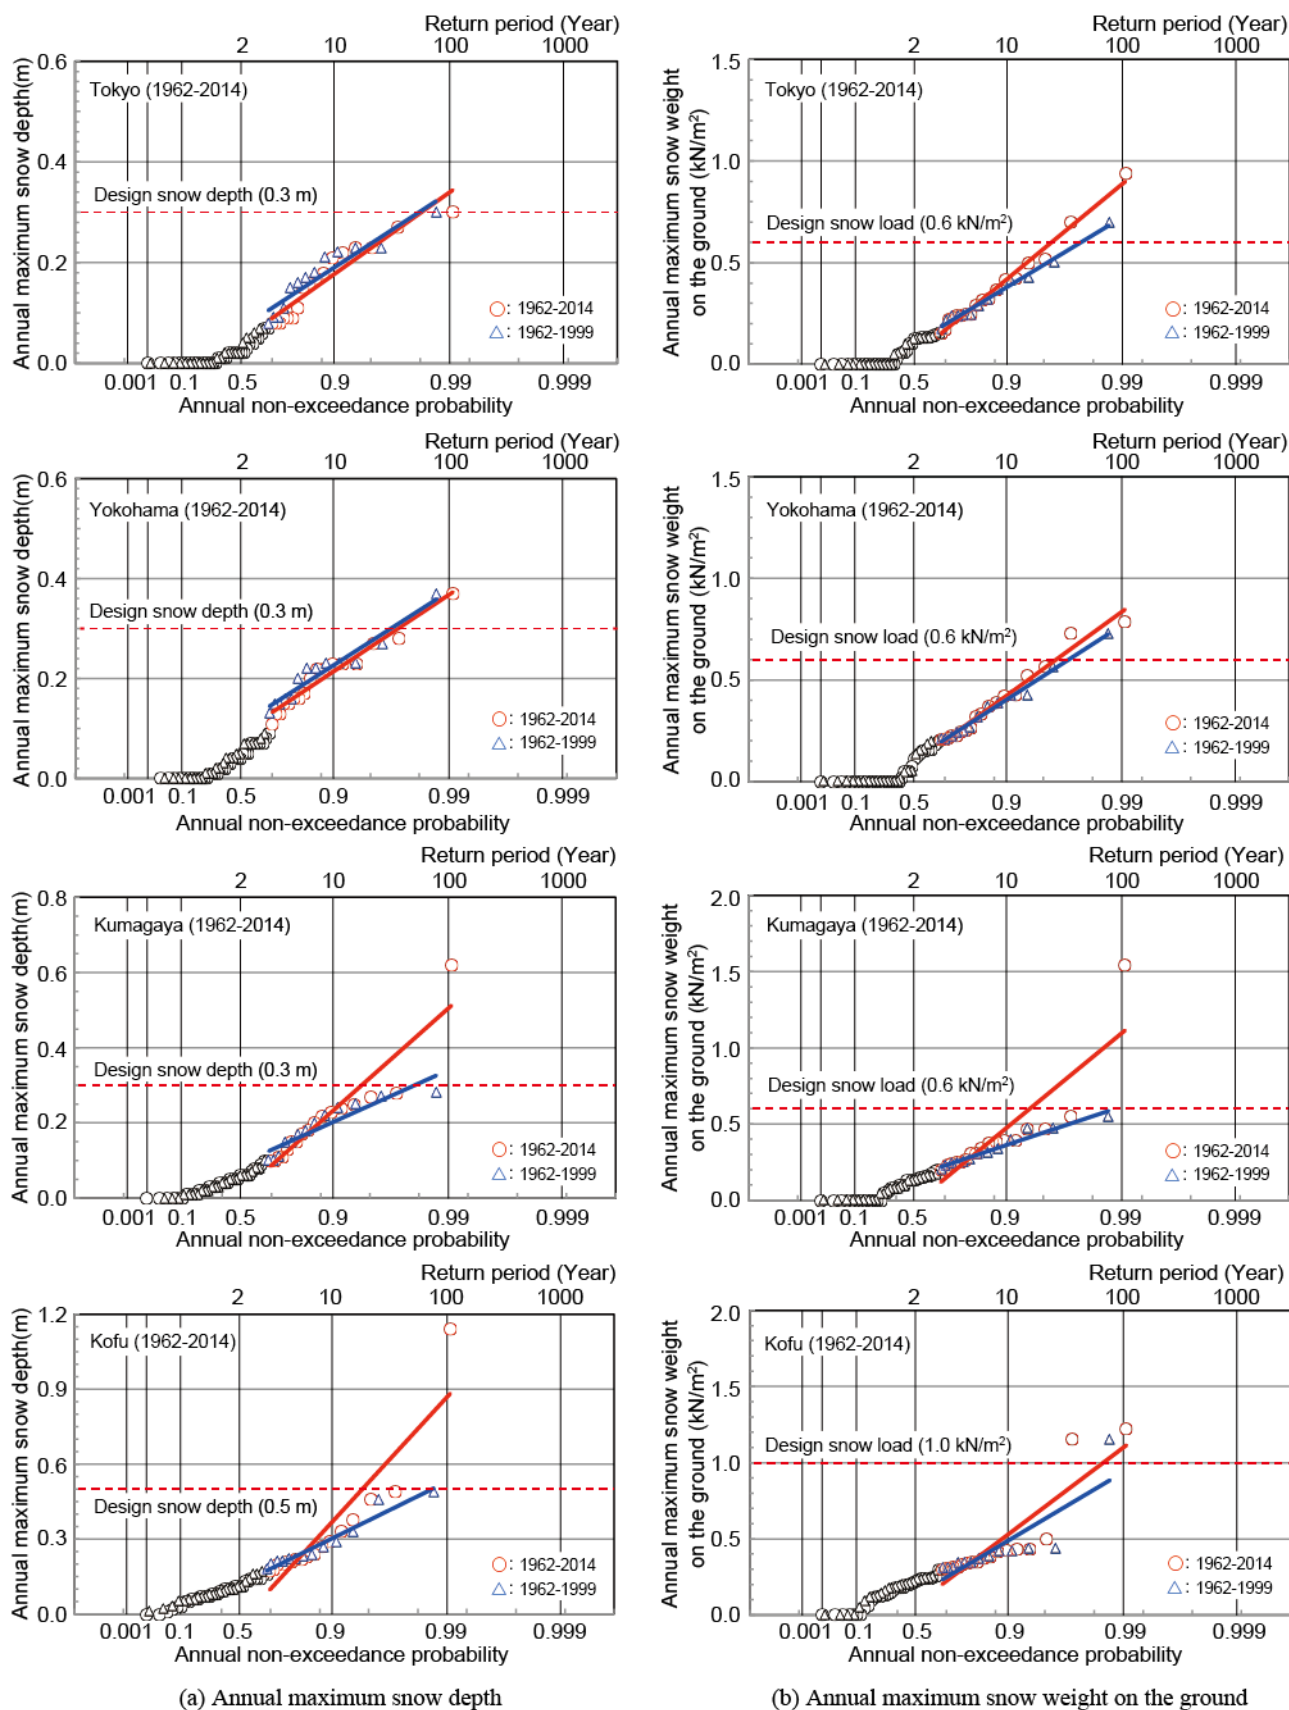 Return period (Year)
2 10 100 1000
0.6
0.4
0.2
0.0
Annual maximum snow depth(m)
Tokyo (1962-2014)
Design snow depth (0.3 m)
○: 1962-2014
△: 1962-1999
0.001 0.1 0.5 0.9 0.99 0.999
Annual non-exceedance probability
Return period (Year)
2 10 100 1000
1.5
1.0
0.5
0.0
Annual maximum snow weight
on the ground (kN/m²)
Tokyo (1962-2014)
Design snow load (0.6 kN/m²)
○: 1962-2014
△: 1962-1999
0.001 0.1 0.5 0.9 0.99 0.999
Annual non-exceedance probability
Return period (Year)
2 10 100 1000
0.6
0.4
0.2
0.0
Annual maximum snow depth(m)
Yokohama (1962-2014)
Design snow depth (0.3 m)
○: 1962-2014
△: 1962-1999
0.001 0.1 0.5 0.9 0.99 0.999
Annual non-exceedance probability
Return period (Year)
2 10 100 1000
1.5
1.0
0.5
0.0
Annual maximum snow weight
on the ground (kN/m²)
Yokohama (1962-2014)
Design snow load (0.6 kN/m²)
○: 1962-2014
△: 1962-1999
0.001 0.1 0.5 0.9 0.99 0.999
Annual non-exceedance probability
Return period (Year)
2 10 100 1000
0.8
0.6
0.4
0.2
0.0
Annual maximum snow depth(m)
Kumagaya (1962-2014)
Design snow depth (0.3 m)
○: 1962-2014
△: 1962-1999
0.001 0.1 0.5 0.9 0.99 0.999
Annual non-exceedance probability
Return period (Year)
2 10 100 1000
2.0
1.5
1.0
0.5
0.0
Annual maximum snow weight
on the ground (kN/m²)
Kumagaya (1962-2014)
Design snow load (0.6 kN/m²)
○: 1962-2014
△: 1962-1999
0.001 0.1 0.5 0.9 0.99 0.999
Annual non-exceedance probability
Return period (Year)
2 10 100 1000
1.2
0.9
0.6
0.3
0.0
Annual maximum snow depth(m)
Kofu (1962-2014)
Design snow depth (0.5 m)
○: 1962-2014
△: 1962-1999
0.001 0.1 0.5 0.9 0.99 0.999
Annual non-exceedance probability
Return period (Year)
2 10 100 1000
2.0
1.5
1.0
0.5
0.0
Annual maximum snow weight
on the ground (kN/m²)
Kofu (1962-2014)
Design snow load (1.0 kN/m²)
○: 1962-2014
△: 1962-1999
0.001 0.1 0.5 0.9 0.99 0.999
Annual non-exceedance probability
(a) Annual maximum snow depth
(b) Annual maximum snow weight on the ground